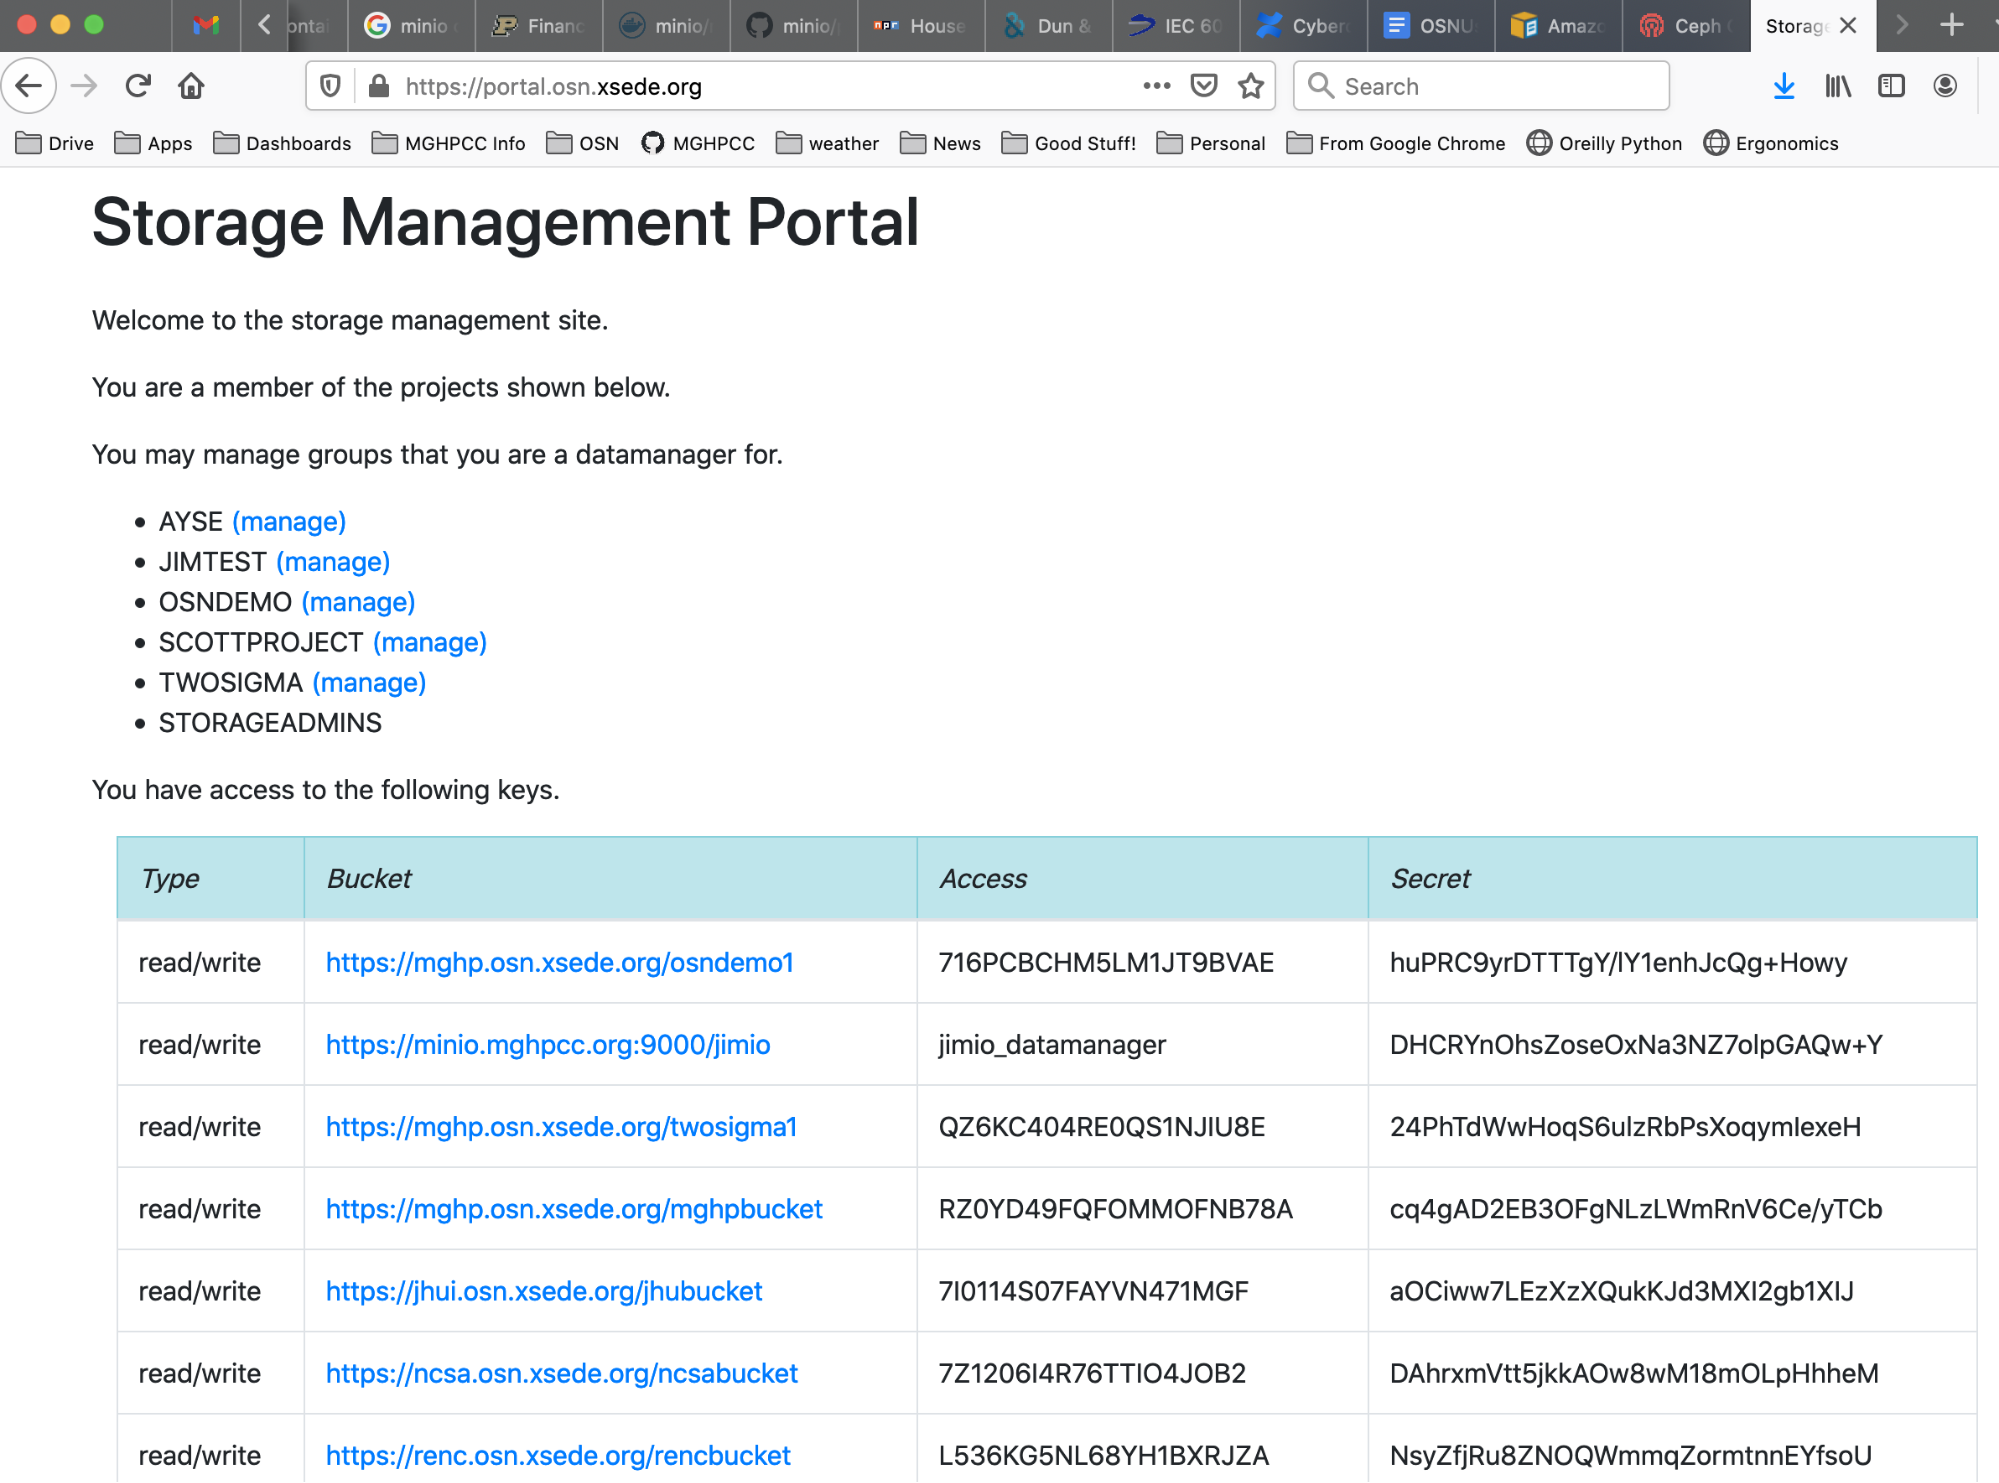 ontai
minio
Financ
minio/
minio/
House
Dun &
IEC 60
Cyber
OSNU
Amazo
Ceph
Storage
https://portal.osn.xsede.org
Search
Drive Apps Dashboards MGHPCC Info OSN MGHPCC weather News Good Stuff! Personal From Google Chrome Oreilly Python Ergonomics
Storage Management Portal
Welcome to the storage management site.
You are a member of the projects shown below.
You may manage groups that you are a datamanager for.
• AYSE (manage)
• JIMTEST (manage)
• OSNDEMO (manage)
• SCOTTPROJECT (manage)
• TWOSIGMA (manage)
• STORAGEADMINS
You have access to the following keys.
Type Bucket Access Secret
read/write https://mghp.osn.xsede.org/osndemo1 716PCBCHM5LM1JT9BVAE huPRC9yrDTTTgY/lY1enhJcQg+Howy
read/write https://minio.mghpcc.org:9000/jimio jimio_datamanager DHCRYnOhsZoseOxNa3NZ7olpGAQw+Y
read/write https://mghp.osn.xsede.org/twosigma1 QZ6KC404RE0QS1NJIU8E 24PhTdWwHoqS6ulzRbPsXoqymIexeH
read/write https://mghp.osn.xsede.org/mghpbucket RZ0YD49FQFOMMOFNB78A cq4gAD2EB3OFgNLzLWmRnV6Ce/yTCb
read/write https://jhui.osn.xsede.org/jhubucket 7I0114S07FAYVN471MGF aOCiww7LEzXzXQukKJd3MXI2gb1XIJ
read/write https://ncsa.osn.xsede.org/ncsabucket 7Z1206I4R76TTIO4JOB2 DAhrxmVtt5jkkAOw8wM18mOLpHhheM
read/write https://renc.osn.xsede.org/rencbucket L536KG5NL68YH1BXRJZA NsyZfjRu8ZNOQWmmqZormtnnEYfsoU